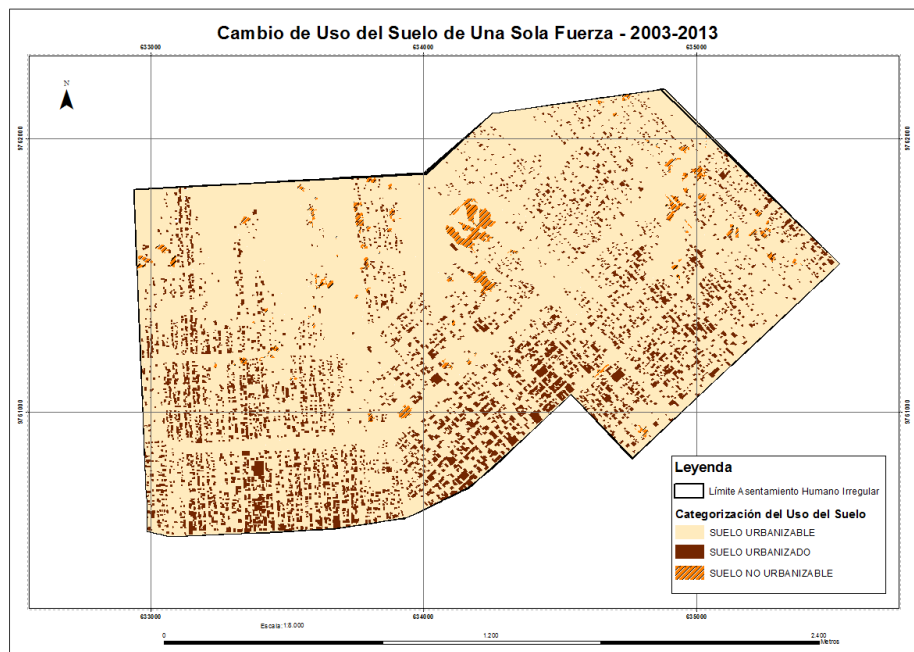 Cambio de Uso del Suelo de Una Sola Fuerza - 2003-2013
633000 634000 635000
N
9762000 9762000
9761000 9761000
Leyenda
Límite Asentamiento Humano Irregular
Categorización del Uso del Suelo
SUELO URBANIZABLE
SUELO URBANIZADO
SUELO NO URBANIZABLE
633000 634000 635000
Escala: 1:8.000
0 1.200 2.400
Metros